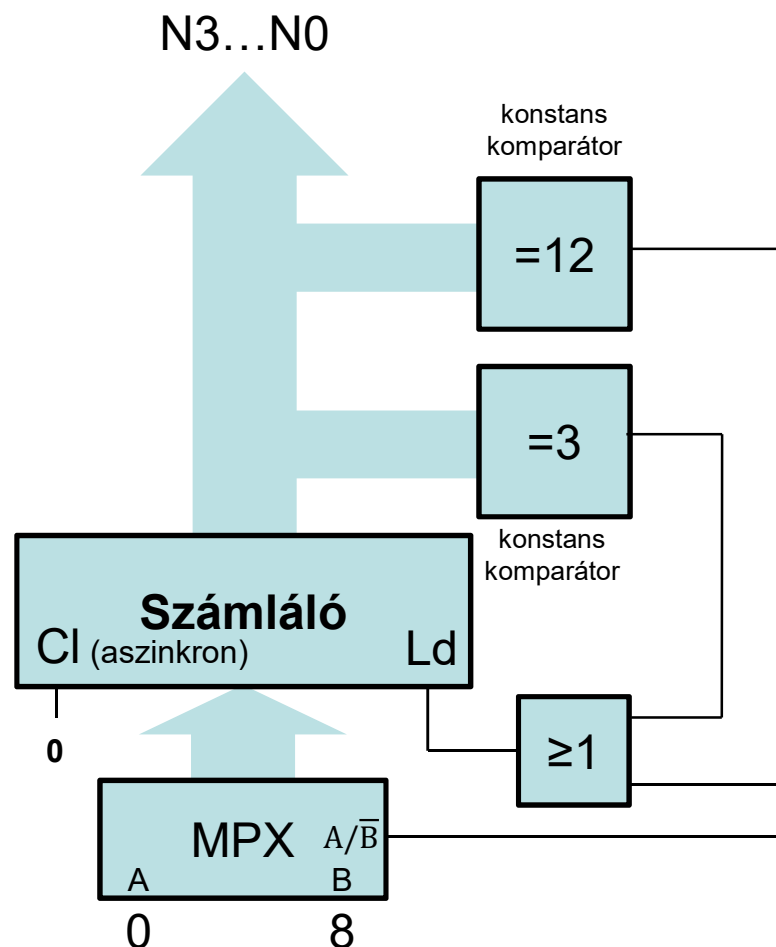 N3…N0
konstans
komparátor
=12
=3
konstans
komparátor
Számláló
Cl (aszinkron)
Ld
0
≥1
MPX
A/B̅
A
B
0
8